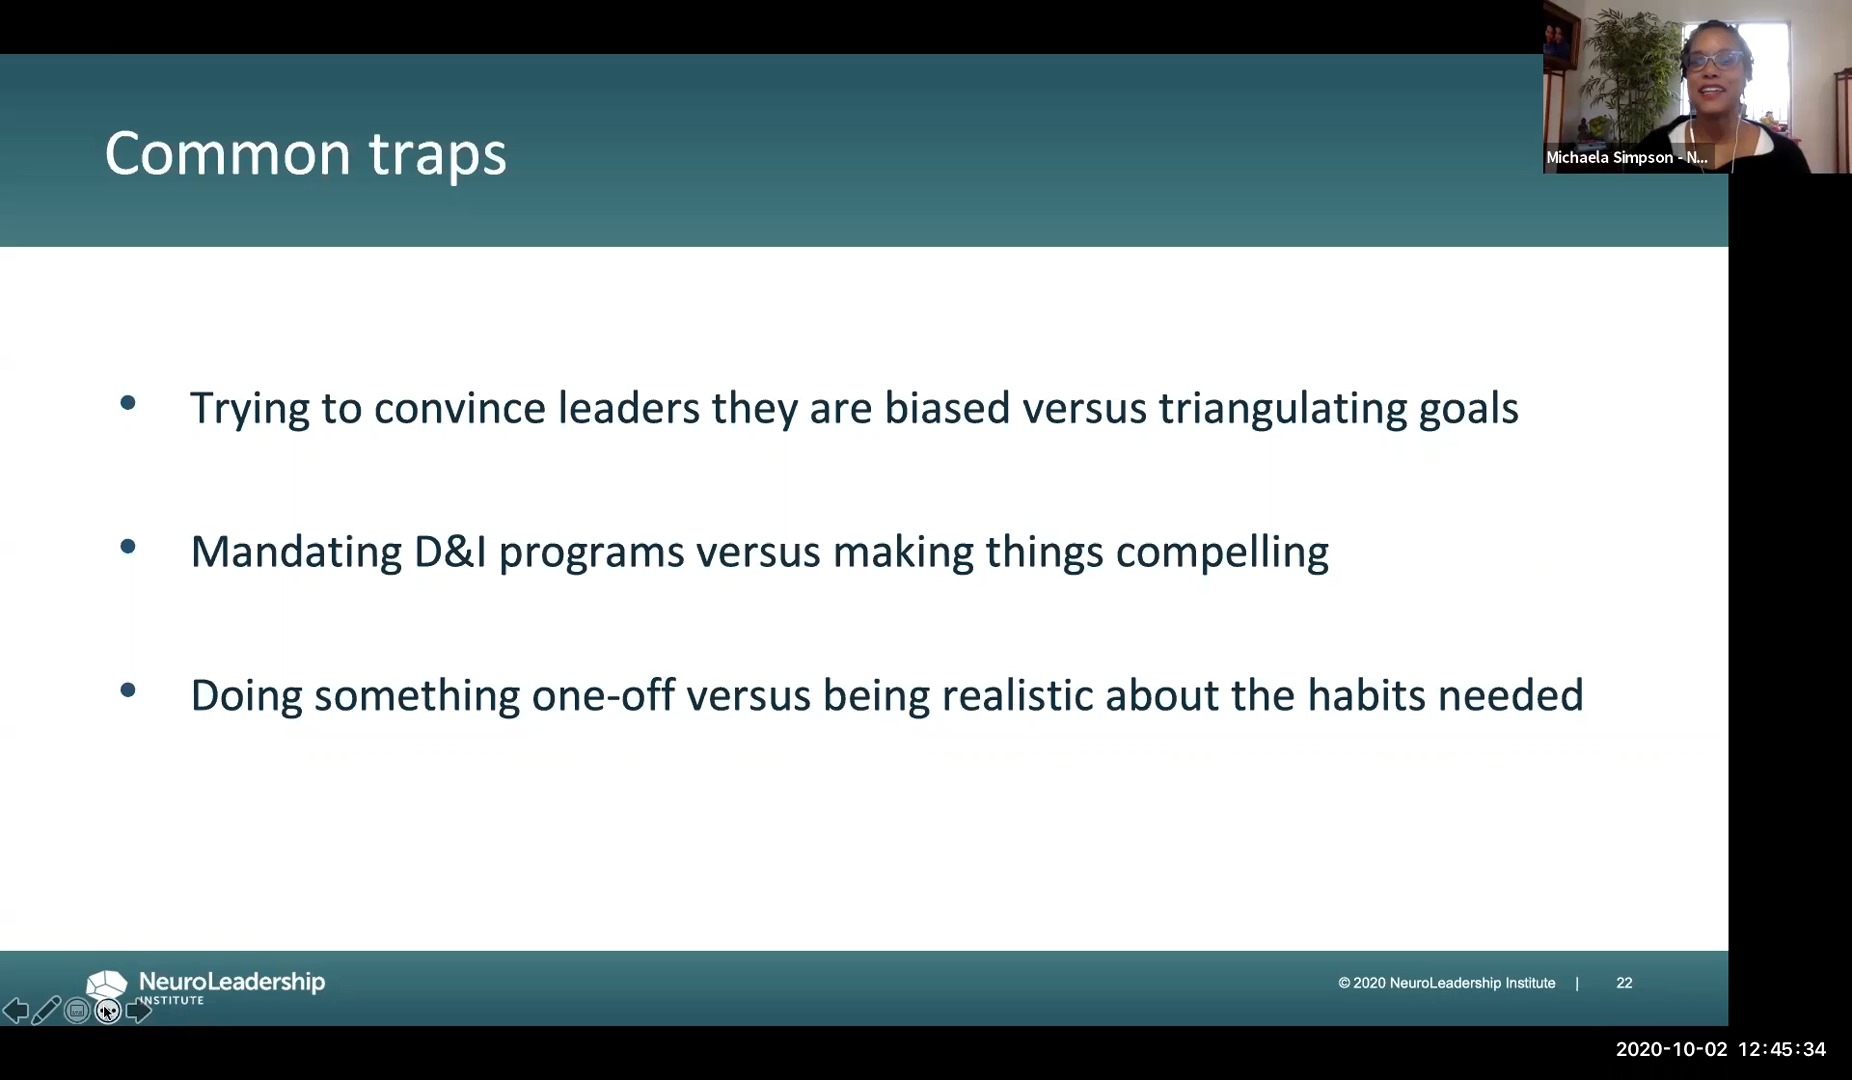 Common traps
Michaela Simpson - N...
• Trying to convince leaders they are biased versus triangulating goals
• Mandating D&I programs versus making things compelling
• Doing something one-off versus being realistic about the habits needed
NeuroLeadership
INSTITUTE
© 2020 NeuroLeadership Institute | 22
2020-10-02 12:45:34